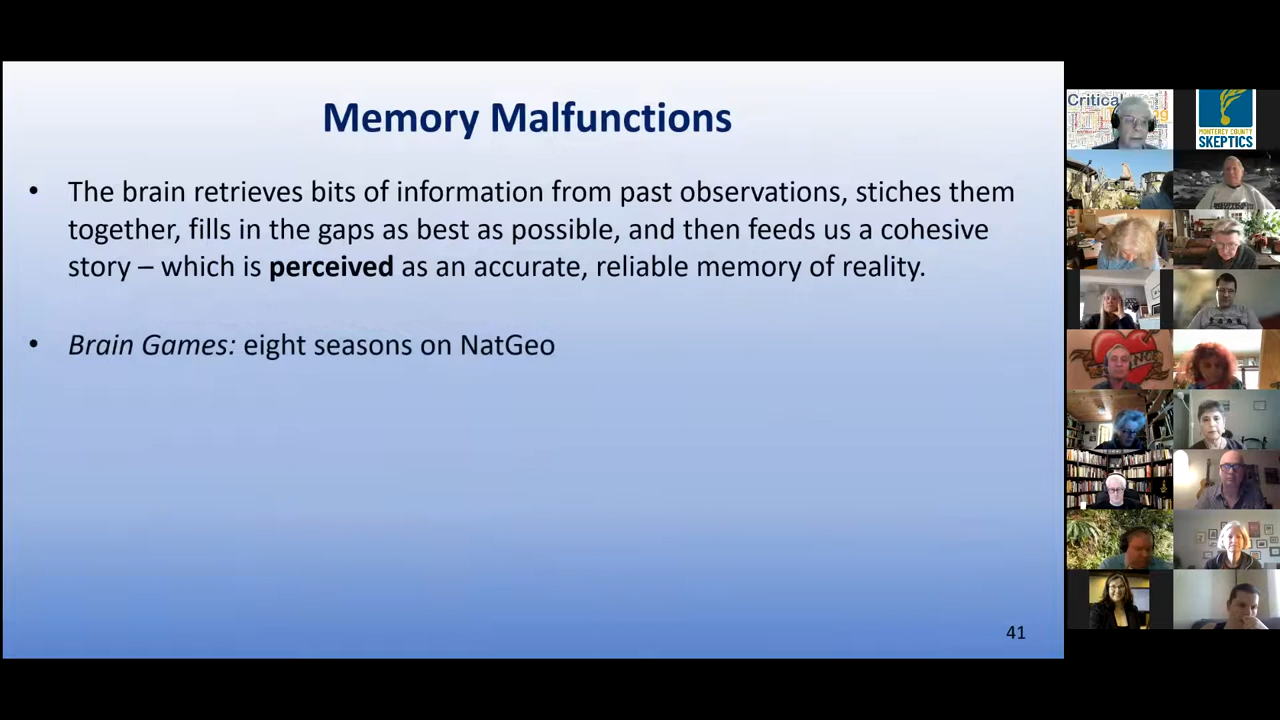 Memory Malfunctions
• The brain retrieves bits of information from past observations, stiches them
together, fills in the gaps as best as possible, and then feeds us a cohesive
story – which is perceived as an accurate, reliable memory of reality.
• Brain Games: eight seasons on NatGeo
41
Critical
MONTEREY COUNTY
SKEPTICS